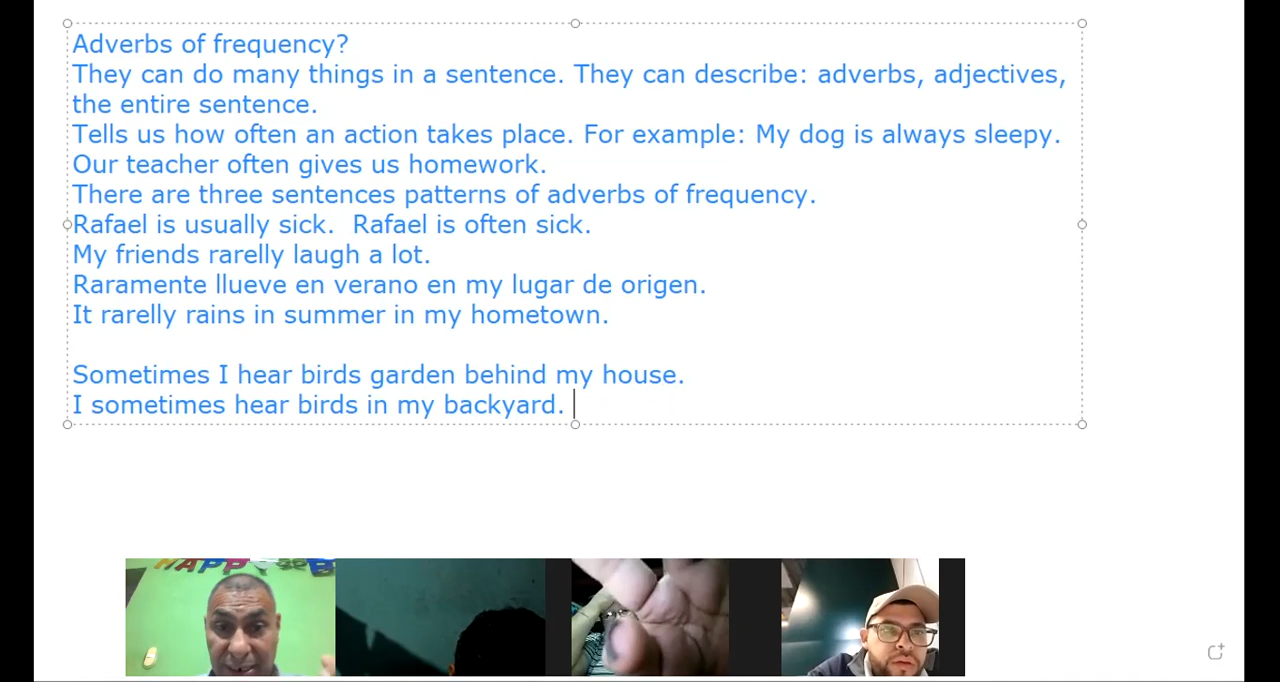 Adverbs of frequency?
They can do many things in a sentence. They can describe: adverbs, adjectives,
the entire sentence.
Tells us how often an action takes place. For example: My dog is always sleepy.
Our teacher often gives us homework.
There are three sentences patterns of adverbs of frequency.
Rafael is usually sick.  Rafael is often sick.
My friends rarelly laugh a lot.
Raramente llueve en verano en my lugar de origen.
It rarelly rains in summer in my hometown.
Sometimes I hear birds garden behind my house.
I sometimes hear birds in my backyard.
HAPPY B